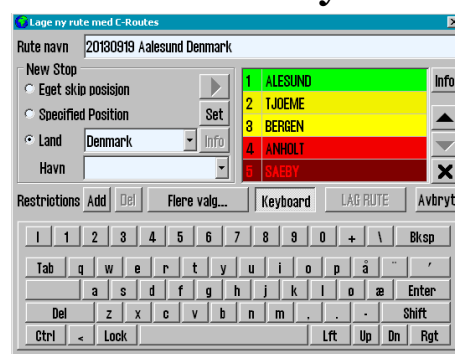 Lage ny rute med C-Routes
Rute navn 20130919 Aalesund Denmark
New Stop
Eget skip posisjon
Specified Position Set
Land Denmark Info
Havn
1 ALESUND
2 TJOEME
3 BERGEN
4 ANHOLT
5 SAEBY
Info
Restrictions Add Del Flere valg... Keyboard LAG RUTE Avbryt
| 1 2 3 4 5 6 7 8 9 0 + \ Bksp
Tab q w e r t y u i o p å ¨ ´
a s d f g h j k l o æ Enter
Del z x c v b n m , . - Shift
Ctrl < Lock Lft Up Dn Rgt